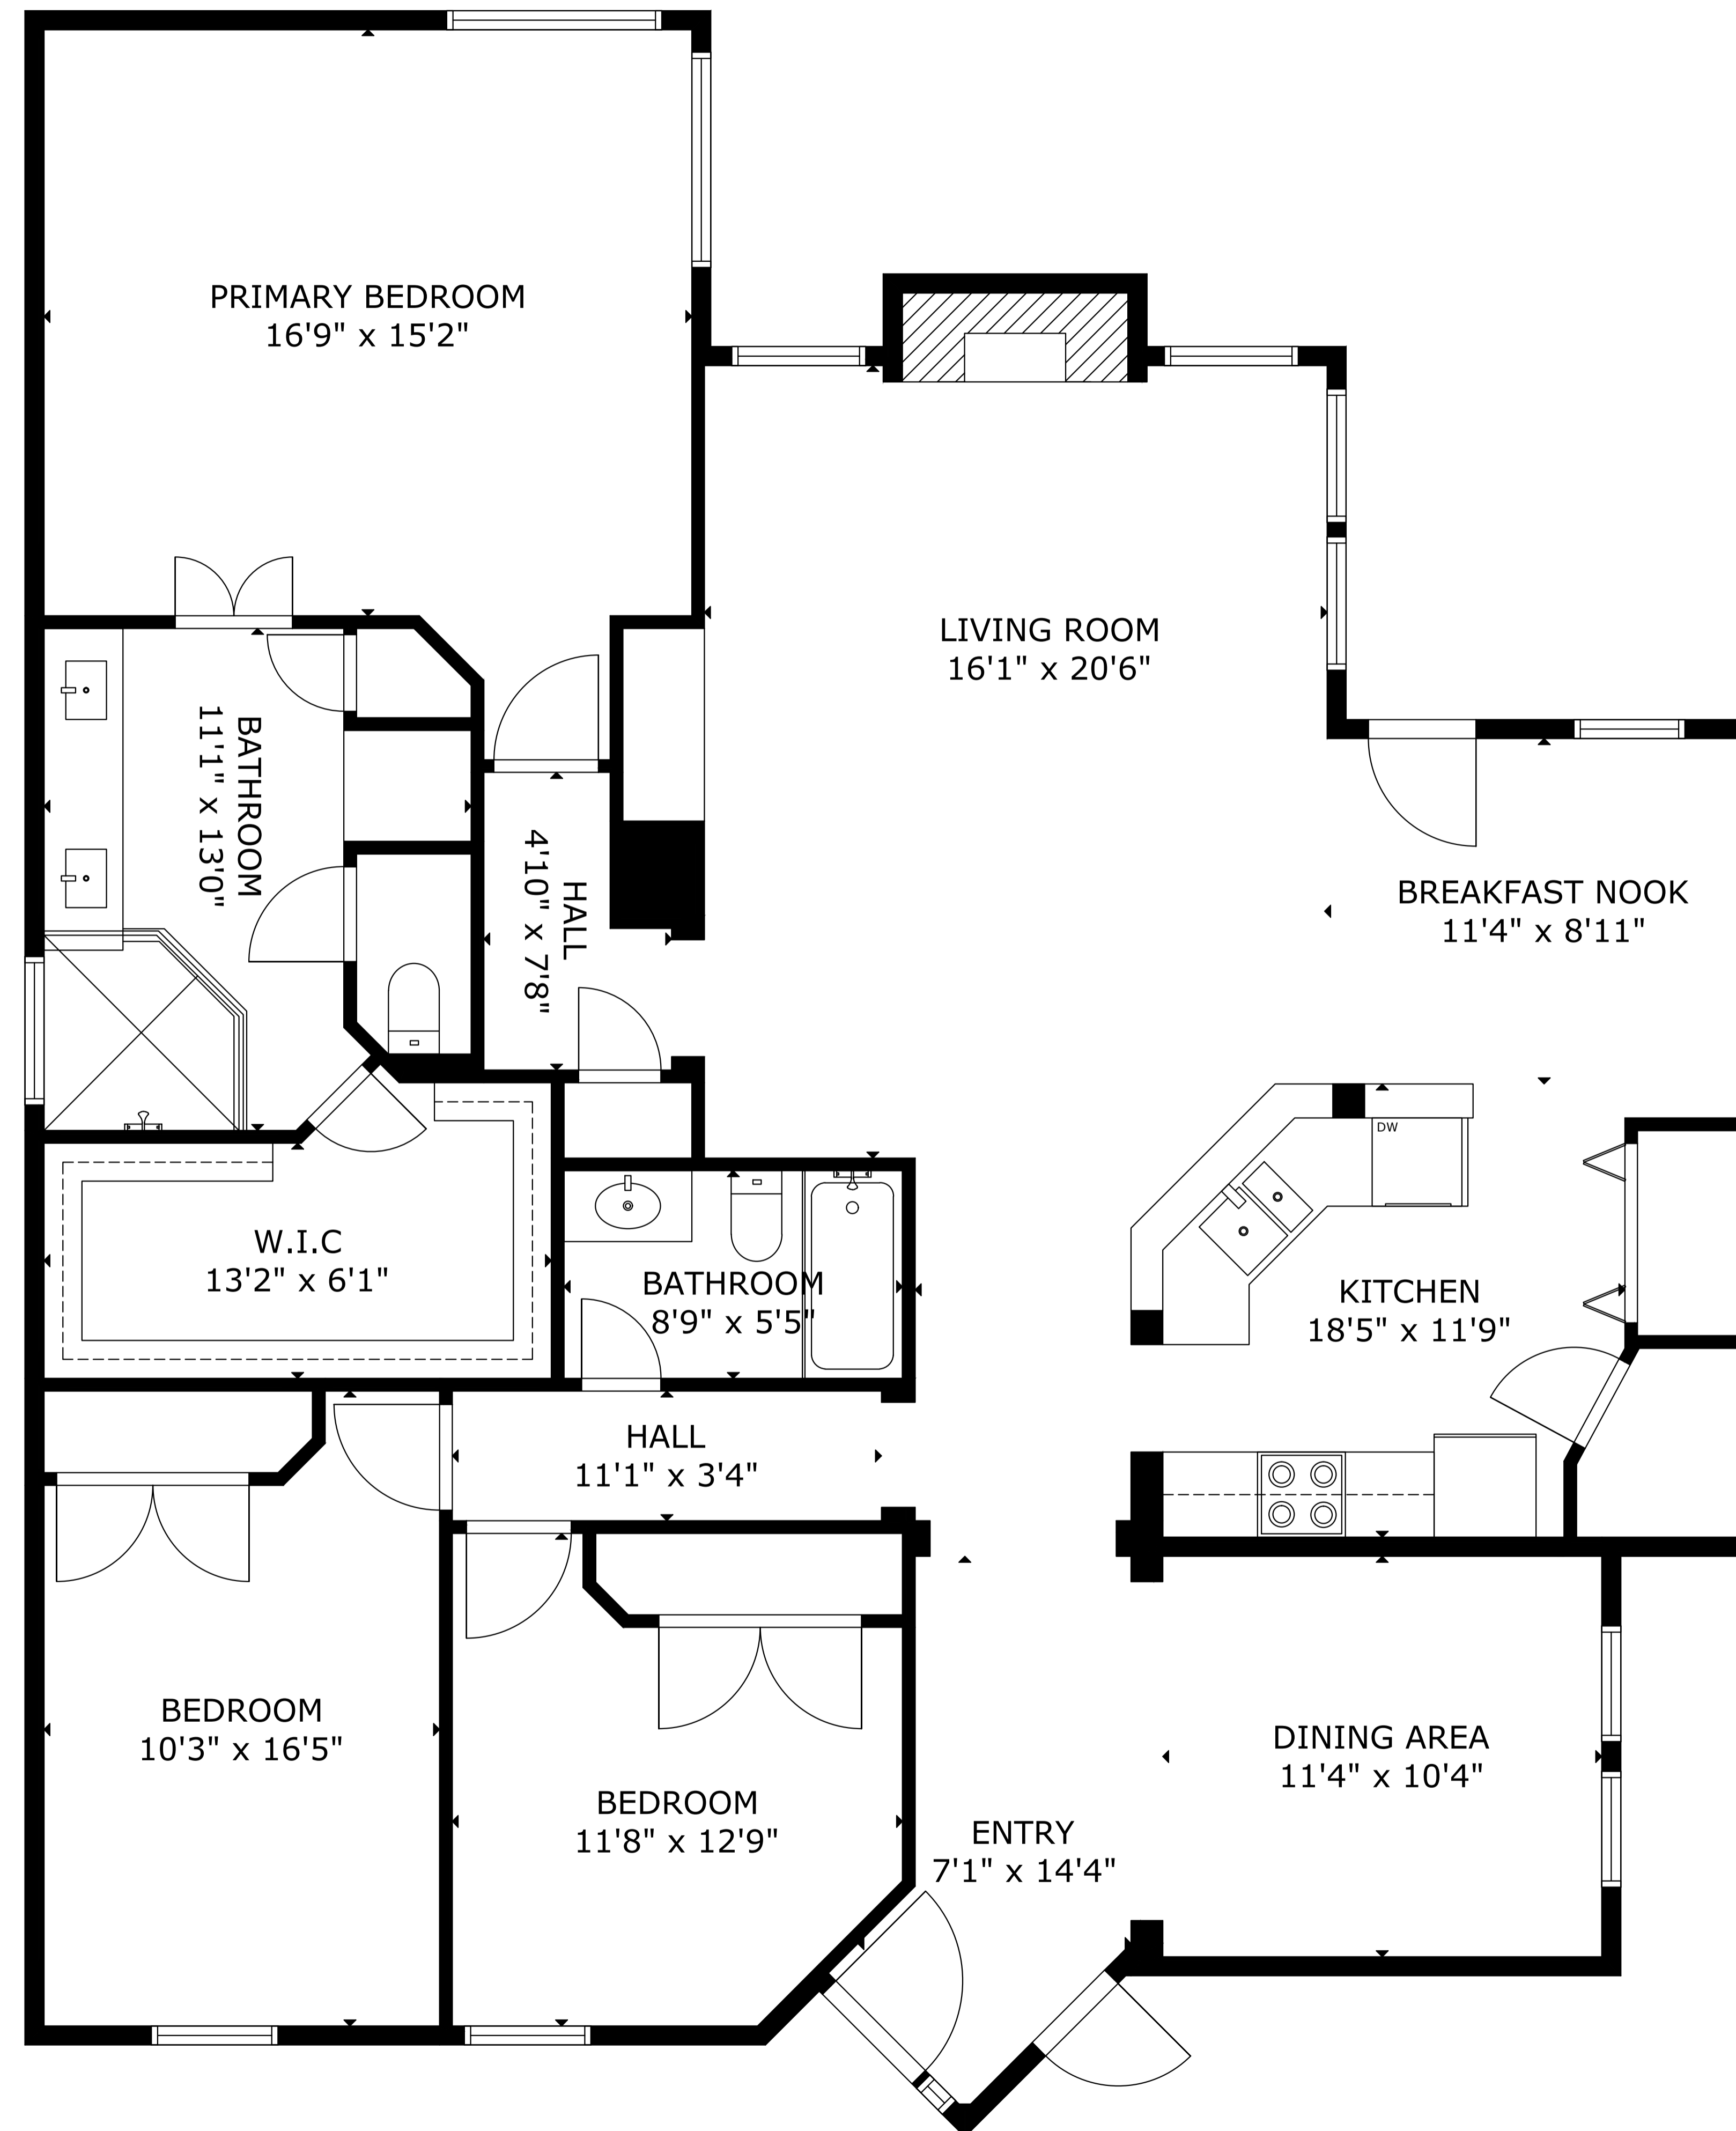 PRIMARY BEDROOM
16'9" x 15'2"
LIVING ROOM
16'1" x 20'6"
BATHROOM
11'1" x 13'0"
HALL
4'10" x 7'8"
BREAKFAST NOOK
11'4" x 8'11"
DW
W.I.C
13'2" x 6'1"
BATHROOM
8'9" x 5'5"
KITCHEN
18'5" x 11'9"
HALL
11'1" x 3'4"
BEDROOM
10'3" x 16'5"
BEDROOM
11'8" x 12'9"
ENTRY
7'1" x 14'4"
DINING AREA
11'4" x 10'4"